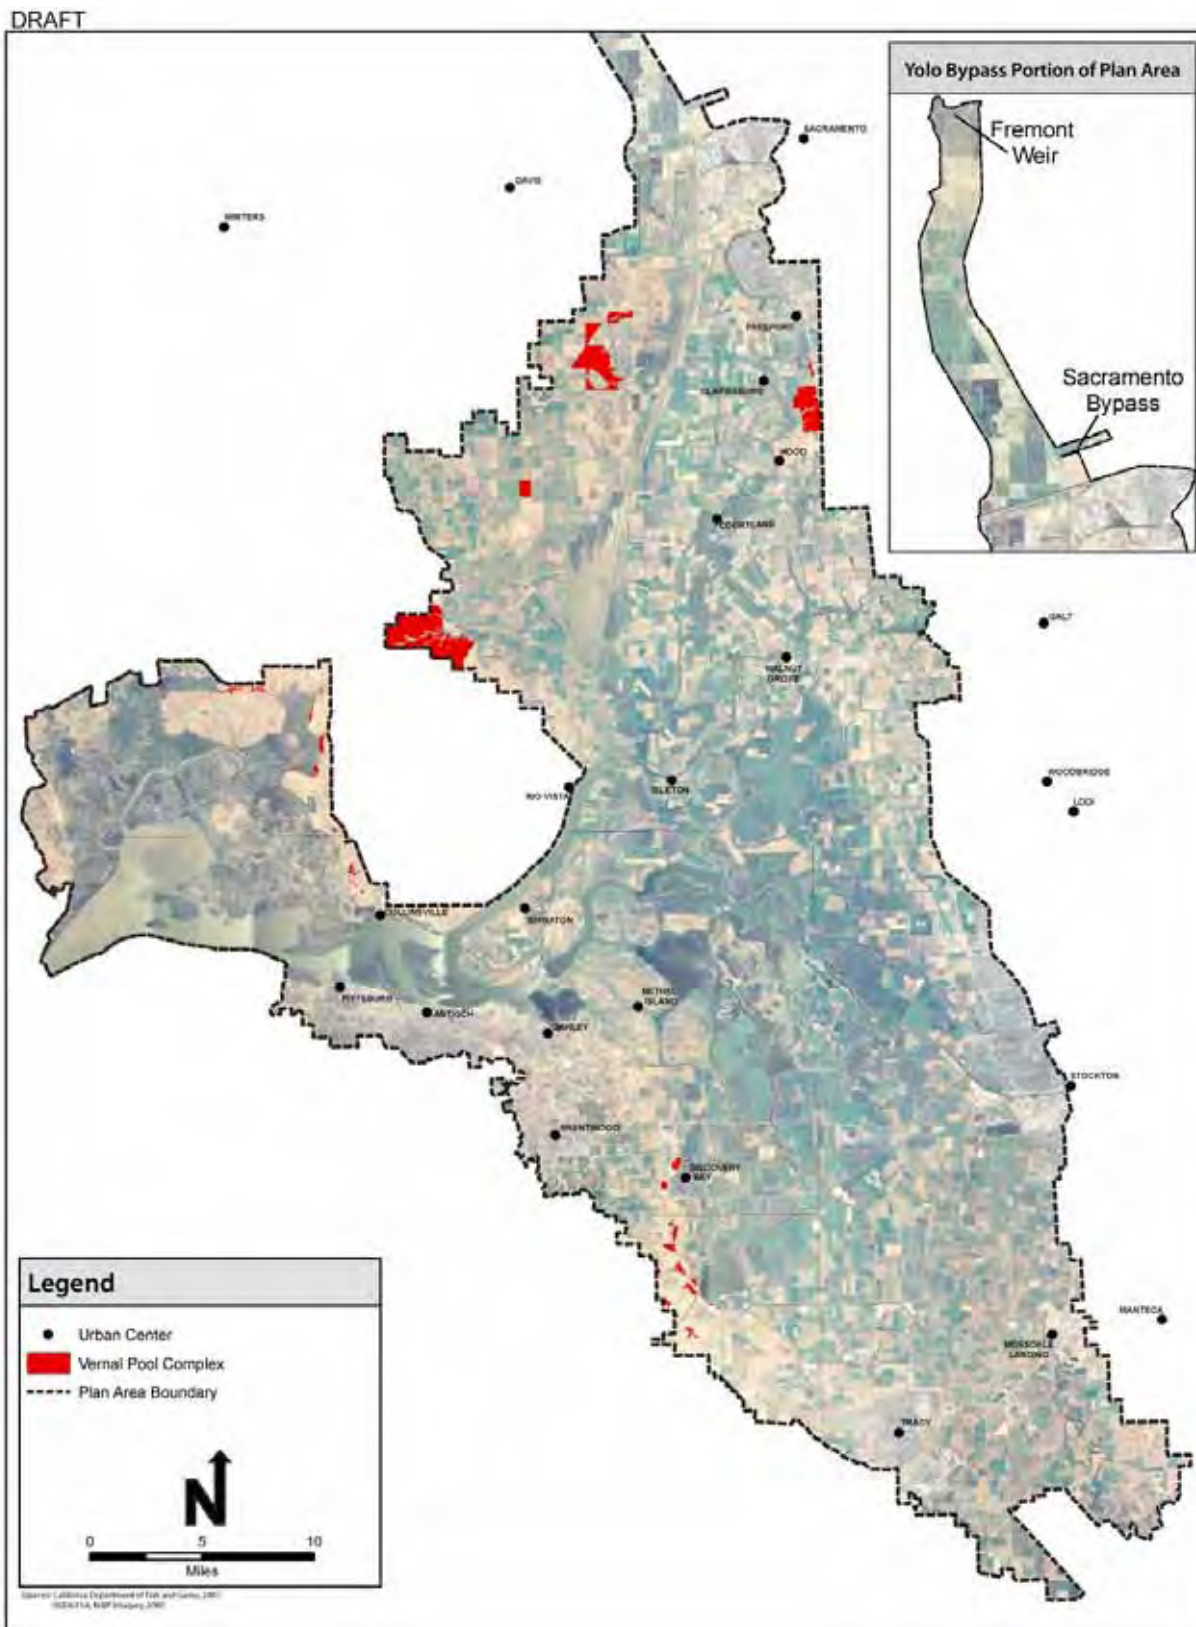 DRAFT
Yolo Bypass Portion of Plan Area
Fremont
Weir
SACRAMENTO
DAVIS
WINTERS
FREEPORT
CLARKSBURG
Sacramento
Bypass
HOOD
COURTLAND
GALT
WALNUT
GROVE
WOODBRIDGE
RIO VISTA
ISLETON
LODI
COLLINSVILLE
BETHEL
ISLAND
PITTSBURG
ANTIOCH
OAKLEY
STOCKTON
BRENTWOOD
DISCOVERY
BAY
Legend
Urban Center
Vernal Pool Complex
Plan Area Boundary
MANTECA
MOSSDALE
LANDING
TRACY
N
0 5 10
Miles